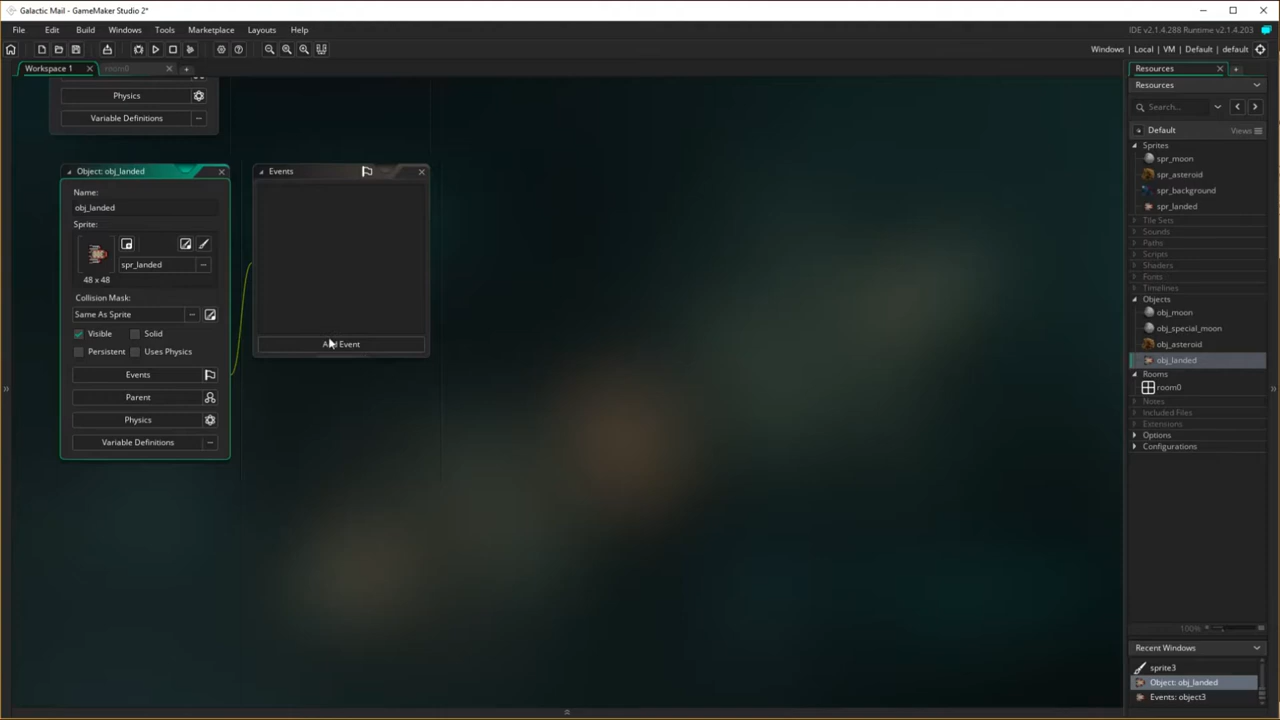 Galactic Mail - GameMaker Studio 2*
File Edit Build Windows Tools Marketplace Layouts Help
IDE v2.1.4.288 Runtime v2.1.4.203
Windows | Local | VM | Default | default
Workspace 1
room0
Resources
Resources
Search...
Default
Views
Sprites
spr_moon
spr_asteroid
spr_background
spr_landed
Tile Sets
Sounds
Paths
Scripts
Shaders
Fonts
Timelines
Objects
obj_moon
obj_special_moon
obj_asteroid
obj_landed
Rooms
room0
Notes
Included Files
Extensions
Options
Configurations
100%
Recent Windows
sprite3
Object: obj_landed
Events: object3
Physics
Variable Definitions
Object: obj_landed
Name:
obj_landed
Sprite:
spr_landed
48 x 48
Collision Mask:
Same As Sprite
Visible
Solid
Persistent
Uses Physics
Events
Parent
Physics
Variable Definitions
Events
Add Event